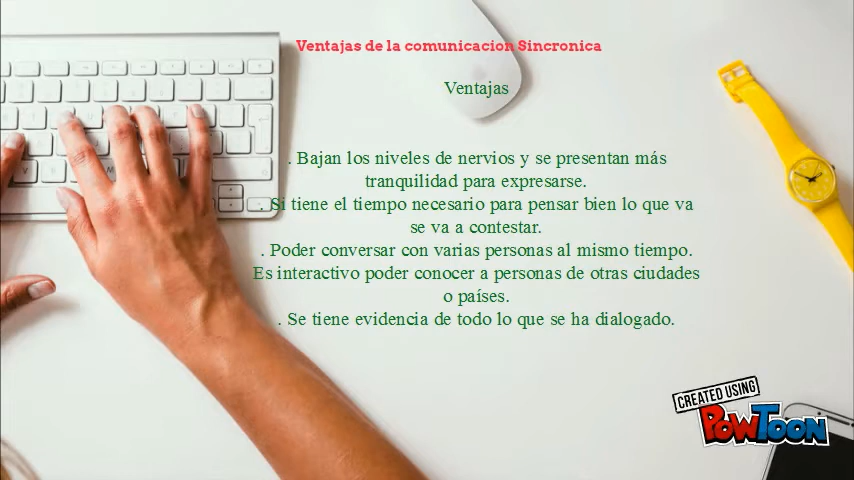 Ventajas de la comunicacion Sincronica
Ventajas
. Bajan los niveles de nervios y se presentan más
tranquilidad para expresarse.
. Si tiene el tiempo necesario para pensar bien lo que va
se va a contestar.
. Poder conversar con varias personas al mismo tiempo.
Es interactivo poder conocer a personas de otras ciudades
o países.
. Se tiene evidencia de todo lo que se ha dialogado.
CREATED USING
POWTOON